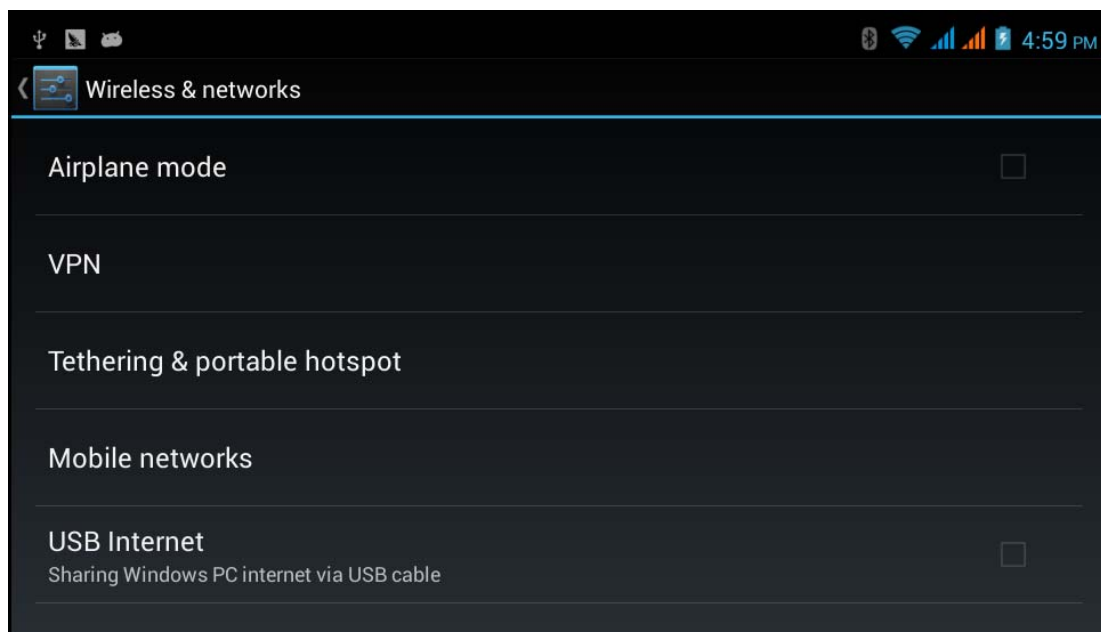 4:59 PM
Wireless & networks
Airplane mode
VPN
Tethering & portable hotspot
Mobile networks
USB Internet
Sharing Windows PC internet via USB cable